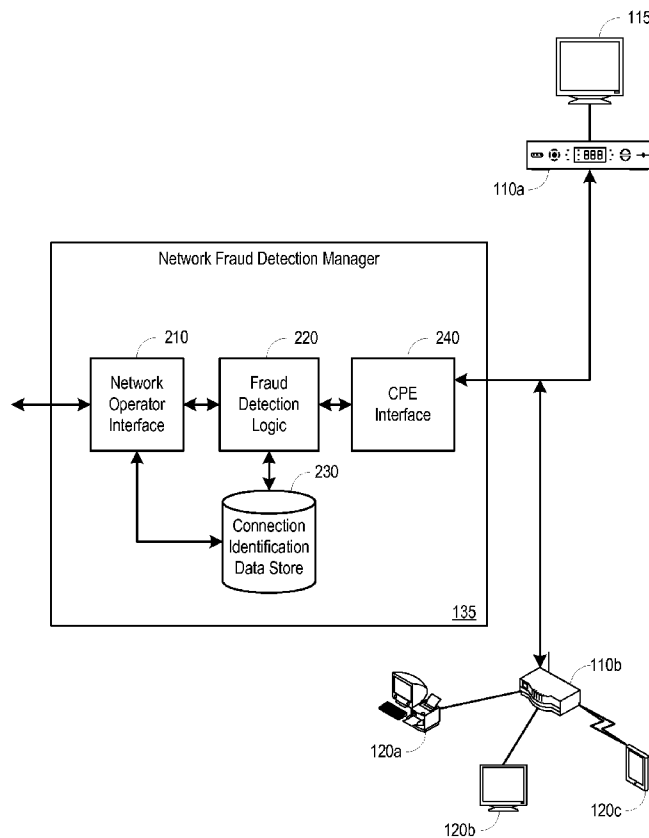 115
110a
Network Fraud Detection Manager
210
220
240
Network
Operator
Interface
Fraud
Detection
Logic
CPE
Interface
230
Connection
Identification
Data Store
135
110b
120a
120b
120c